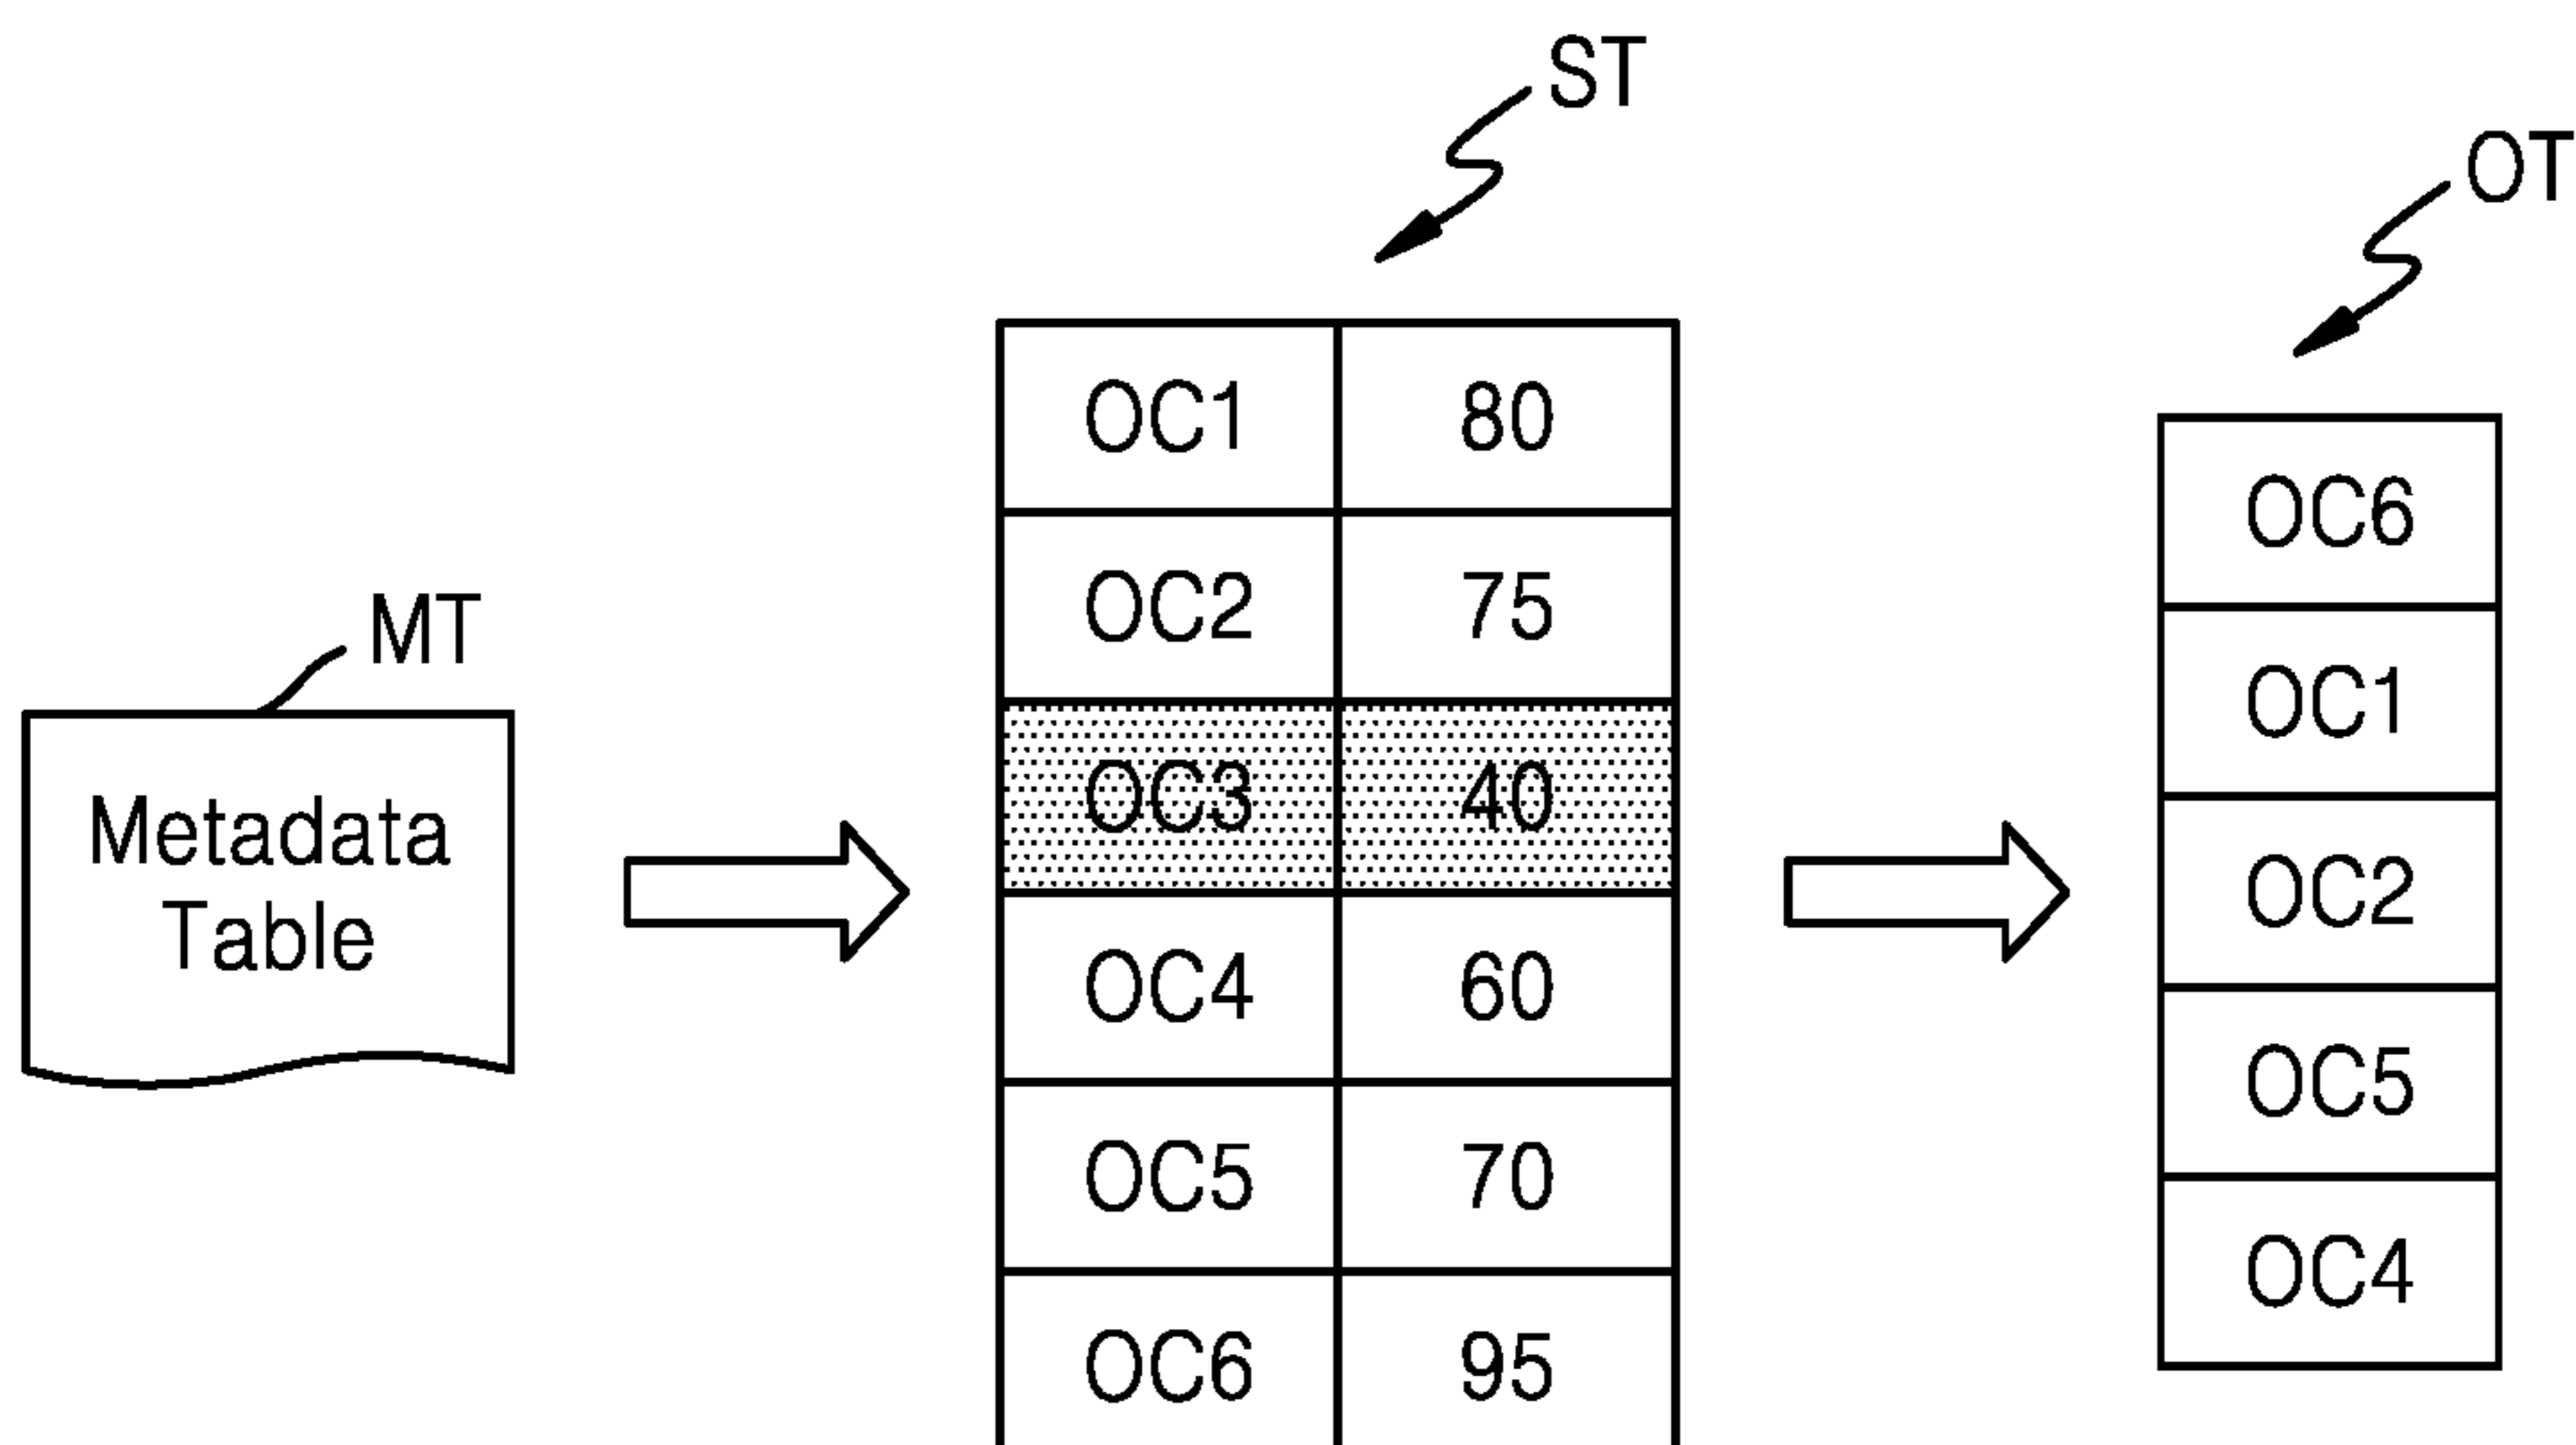 ST
OT
MT
Metadata
Table
OC1 80
OC2 75
OC3 40
OC4 60
OC5 70
OC6 95
OC6
OC1
OC2
OC5
OC4